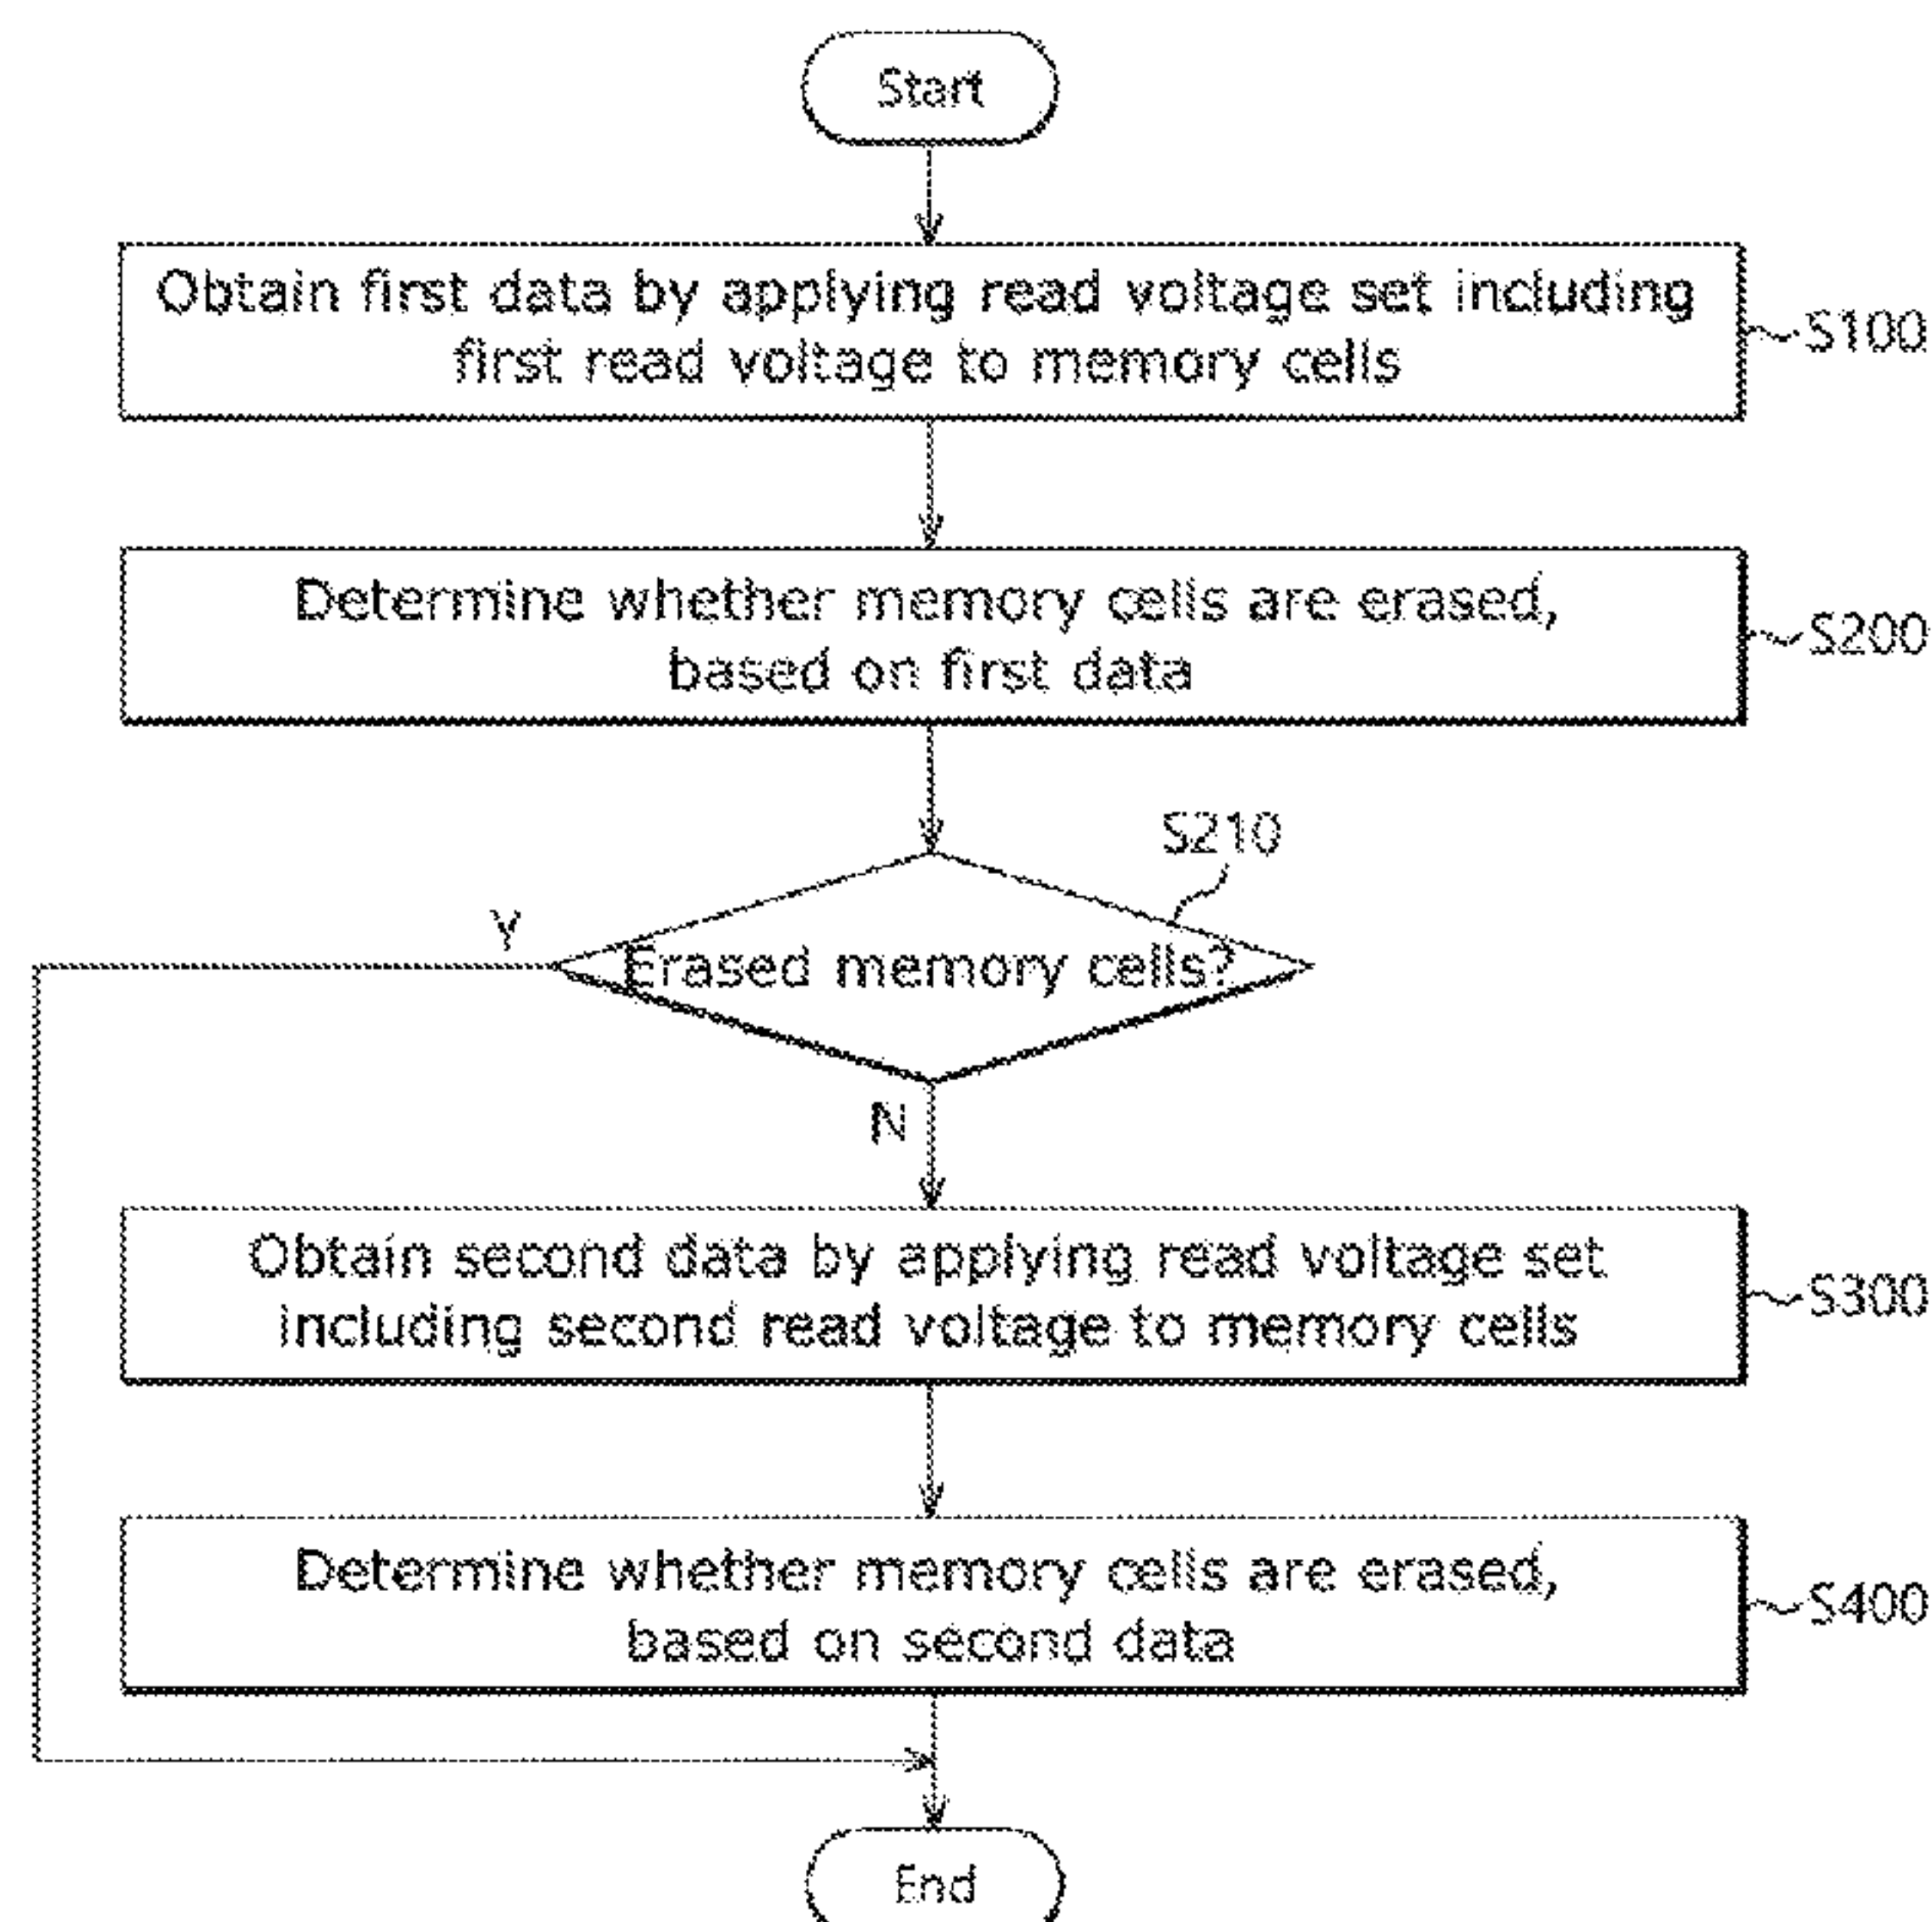 Start
Obtain first data by applying read voltage set including
first read voltage to memory cells
S100
Determine whether memory cells are erased,
based on first data
S200
S210
Y
Erased memory cells?
N
Obtain second data by applying read voltage set
including second read voltage to memory cells
S300
Determine whether memory cells are erased,
based on second data
S400
End